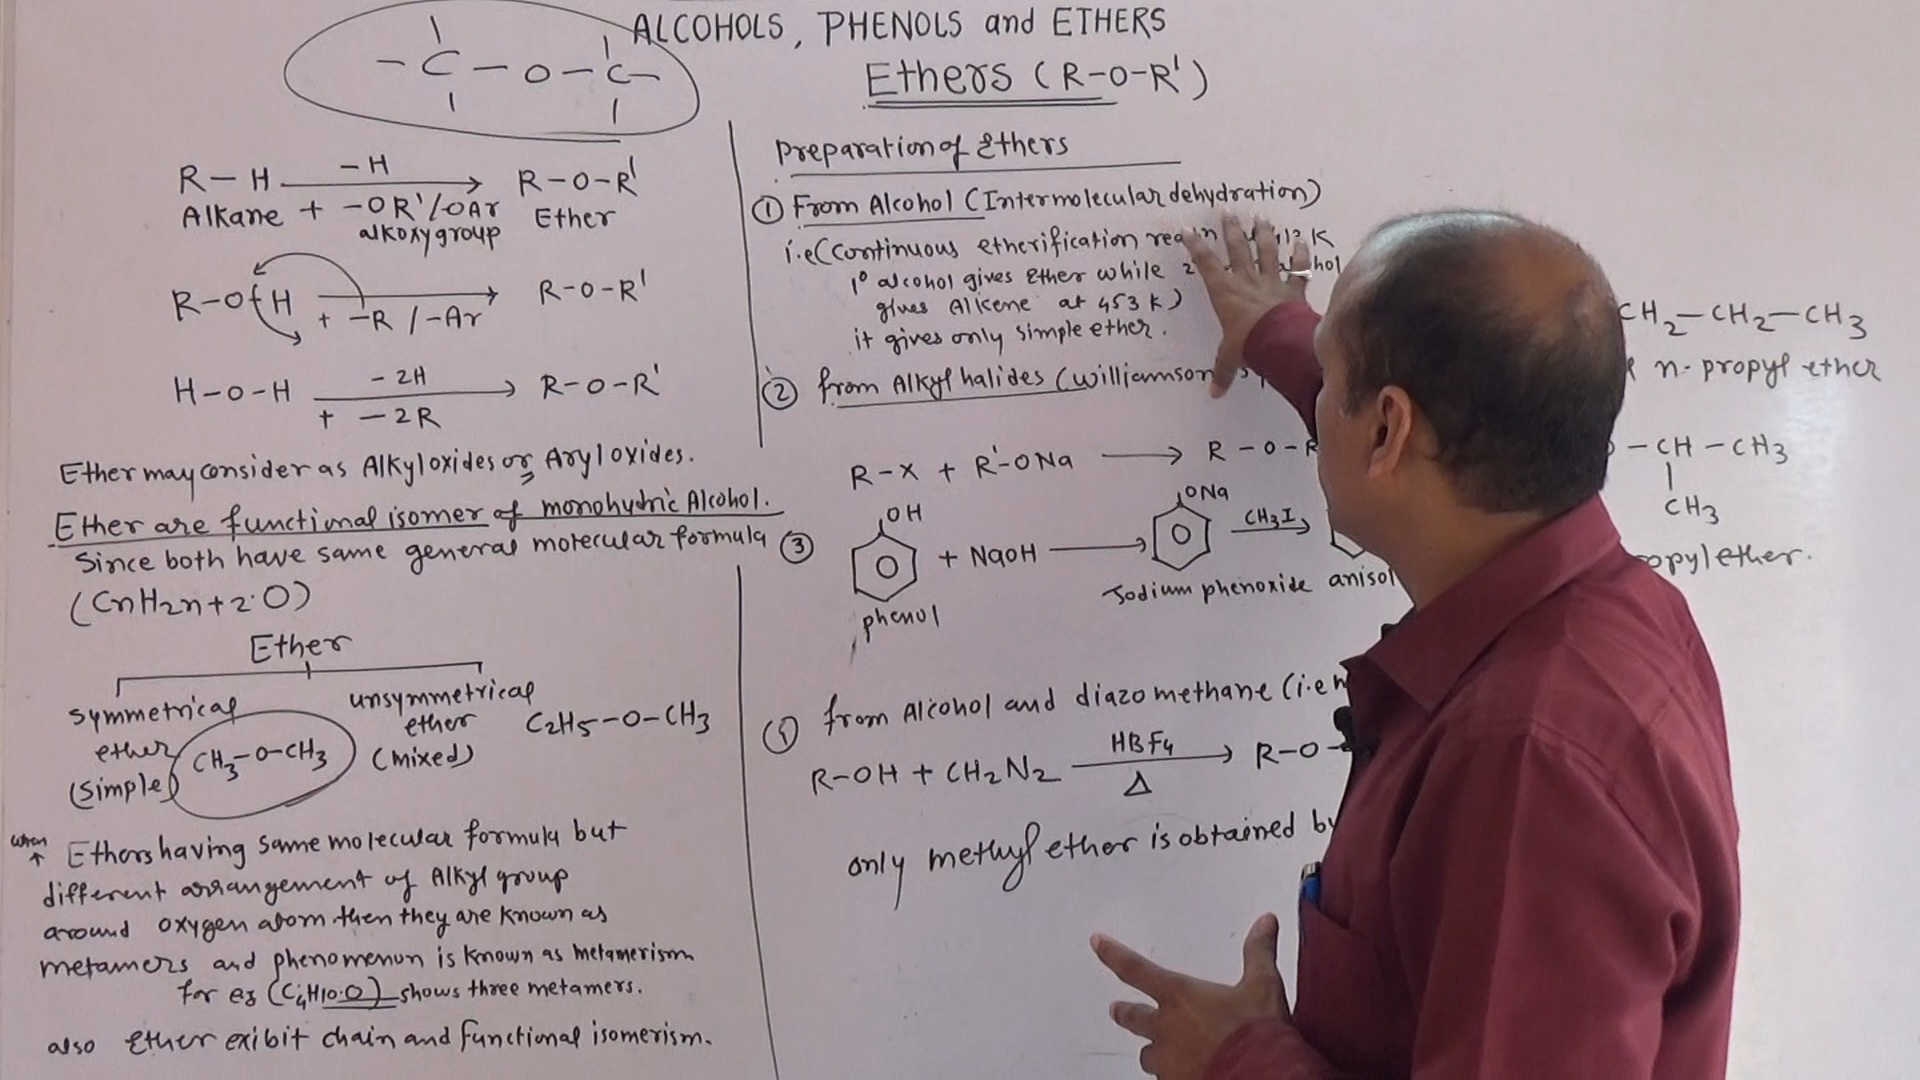 ALCOHOLS, PHENOLS and ETHERS
Ethers (R-O-R')
- C - O - C -
R - H - H → R-O-R'
Alkane + -OR'/-OAr Ether
alkoxy group
R-O-H + -R / -Ar → R-O-R'
H-O-H - 2H → R-O-R'
+ - 2R
Ether may consider as Alkyloxides or Aryloxides.
Ether are functional isomer of monohydric Alcohol.
Since both have same general molecular formula
(CnH2n+2.O)
Ether
symmetrical
ether
(simple)
CH3-O-CH3
unsymmetrical
ether
(mixed)
C2H5-O-CH3
when
Ethers having same molecular formula but
different arrangement of Alkyl group
around oxygen atom then they are known as
metamers and phenomenon is known as metamerism
for eg (C4H10.O) shows three metamers.
also Ether exibit chain and functional isomerism.
Preparation of Ethers
① From Alcohol (Intermolecular dehydration)
i.e (continuous etherification K
1° alcohol gives Ether while
gives Alkene at 453 K)
it gives only simple ether.
② from Alkyl halides (williamson
R-X + R'-ONa → R-O-R
③ OH + NaOH → ONa CH3I →
phenol
Sodium phenoxide
④ from Alcohol and diazomethane (i.e
R-OH + CH2N2 HBF4 → R-O-
Δ
only methyl ether is obtained by
CH2-CH2-CH3
n-propyl ether
-CH-CH3
CH3